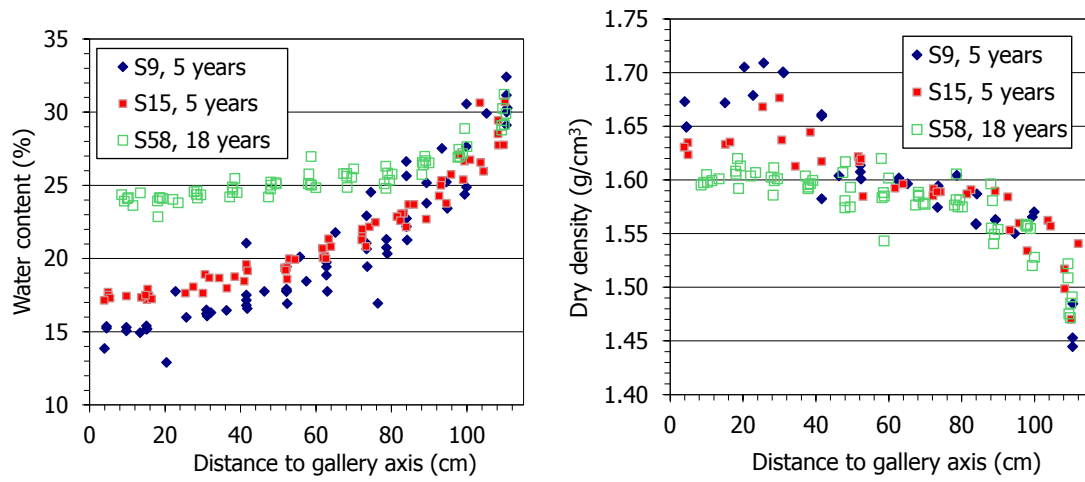 Water content (%)
35
30
25
20
15
10
S9, 5 years
S15, 5 years
S58, 18 years
0 20 40 60 80 100
Distance to gallery axis (cm)
Dry density (g/cm³)
1.75
1.70
1.65
1.60
1.55
1.50
1.45
1.40
S9, 5 years
S15, 5 years
S58, 18 years
0 20 40 60 80 100
Distance to gallery axis (cm)